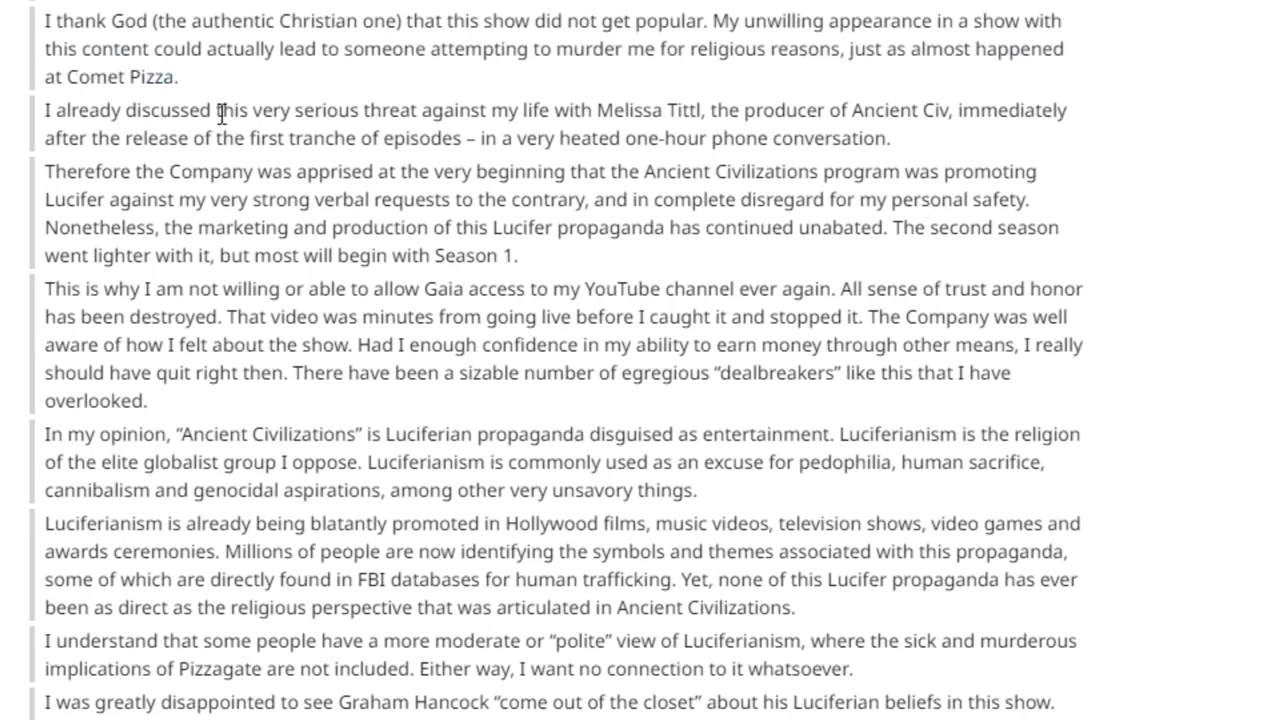 I thank God (the authentic Christian one) that this show did not get popular. My unwilling appearance in a show with
this content could actually lead to someone attempting to murder me for religious reasons, just as almost happened
at Comet Pizza.
I already discussed this very serious threat against my life with Melissa Tittl, the producer of Ancient Civ, immediately
after the release of the first tranche of episodes – in a very heated one-hour phone conversation.
Therefore the Company was apprised at the very beginning that the Ancient Civilizations program was promoting
Lucifer against my very strong verbal requests to the contrary, and in complete disregard for my personal safety.
Nonetheless, the marketing and production of this Lucifer propaganda has continued unabated. The second season
went lighter with it, but most will begin with Season 1.
This is why I am not willing or able to allow Gaia access to my YouTube channel ever again. All sense of trust and honor
has been destroyed. That video was minutes from going live before I caught it and stopped it. The Company was well
aware of how I felt about the show. Had I enough confidence in my ability to earn money through other means, I really
should have quit right then. There have been a sizable number of egregious “dealbreakers” like this that I have
overlooked.
In my opinion, “Ancient Civilizations” is Luciferian propaganda disguised as entertainment. Luciferianism is the religion
of the elite globalist group I oppose. Luciferianism is commonly used as an excuse for pedophilia, human sacrifice,
cannibalism and genocidal aspirations, among other very unsavory things.
Luciferianism is already being blatantly promoted in Hollywood films, music videos, television shows, video games and
awards ceremonies. Millions of people are now identifying the symbols and themes associated with this propaganda,
some of which are directly found in FBI databases for human trafficking. Yet, none of this Lucifer propaganda has ever
been as direct as the religious perspective that was articulated in Ancient Civilizations.
I understand that some people have a more moderate or “polite” view of Luciferianism, where the sick and murderous
implications of Pizzagate are not included. Either way, I want no connection to it whatsoever.
I was greatly disappointed to see Graham Hancock “come out of the closet” about his Luciferian beliefs in this show.